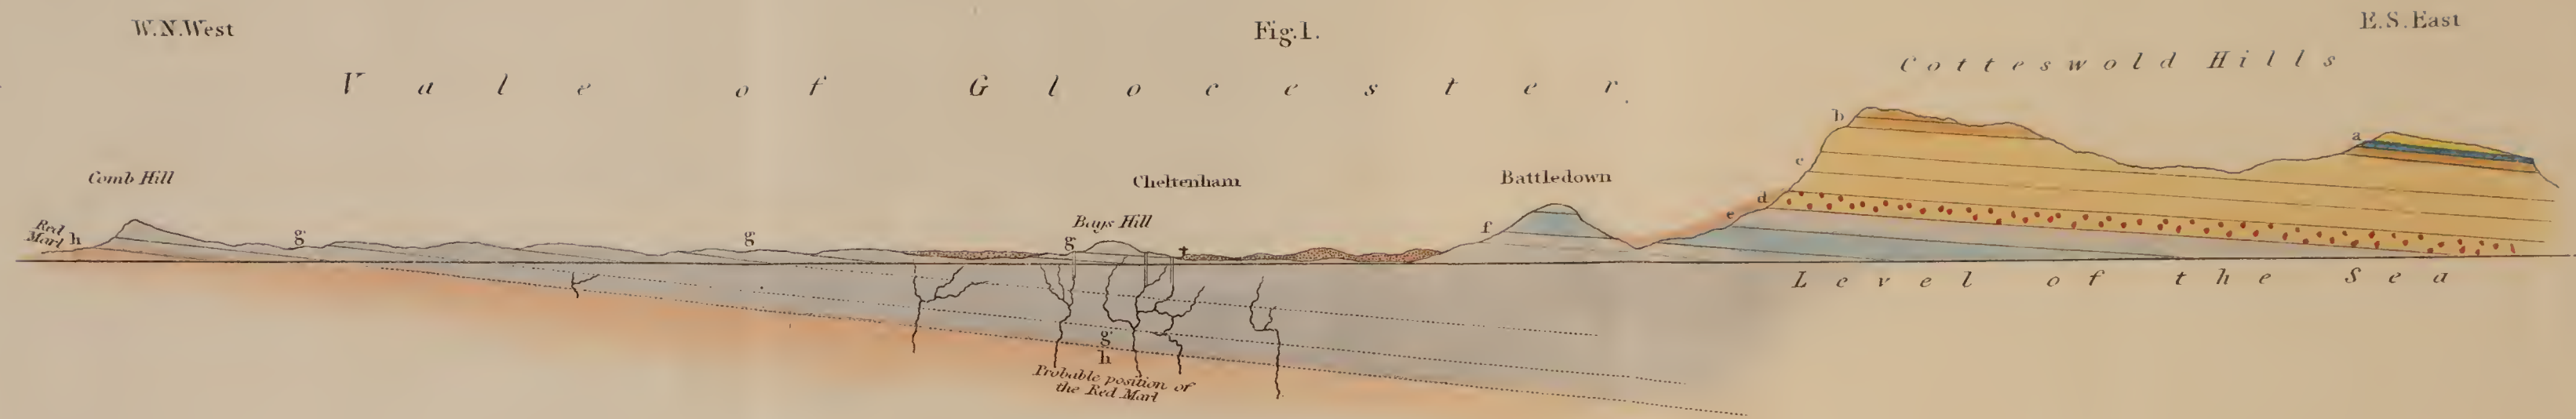 W.N.West
Fig.1.
E.S.East
Cotteswold Hills
Vale of Glocester.
b
a
c
Comb Hill
Cheltenham
Battledown
d
e
Bays Hill
f
Red
Marl h
g
g
g
t
Level of the Sea
g
h
Probable position of
the Red Marl